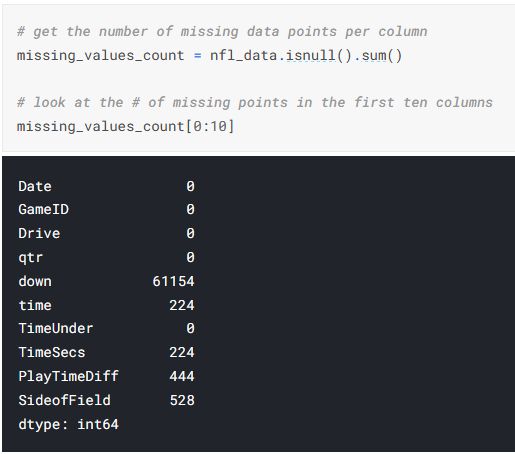 # get the number of missing data points per column
missing_values_count = nfl_data.isnull().sum()
# look at the # of missing points in the first ten columns
missing_values_count[0:10]
Date 0
GameID 0
Drive 0
qtr 0
down 61154
time 224
TimeUnder 0
TimeSecs 224
PlayTimeDiff 444
SideofField 528
dtype: int64